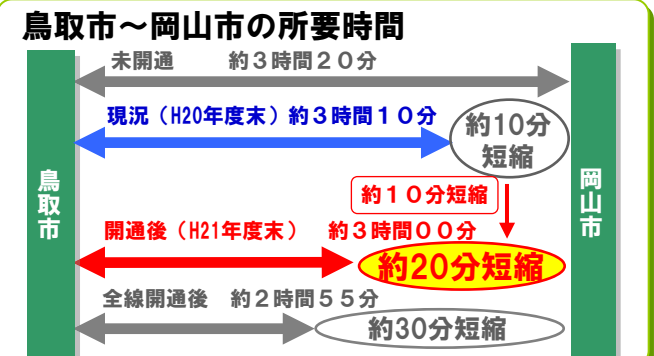 鳥取市～岡山市の所要時間
未開通 約３時間２０分
現況（H20年度末）約３時間１０分
約10分
短縮
鳥取市
岡山市
約１０分短縮
開通後（H21年度末） 約３時間００分
約20分短縮
全線開通後 約２時間５５分
約30分短縮